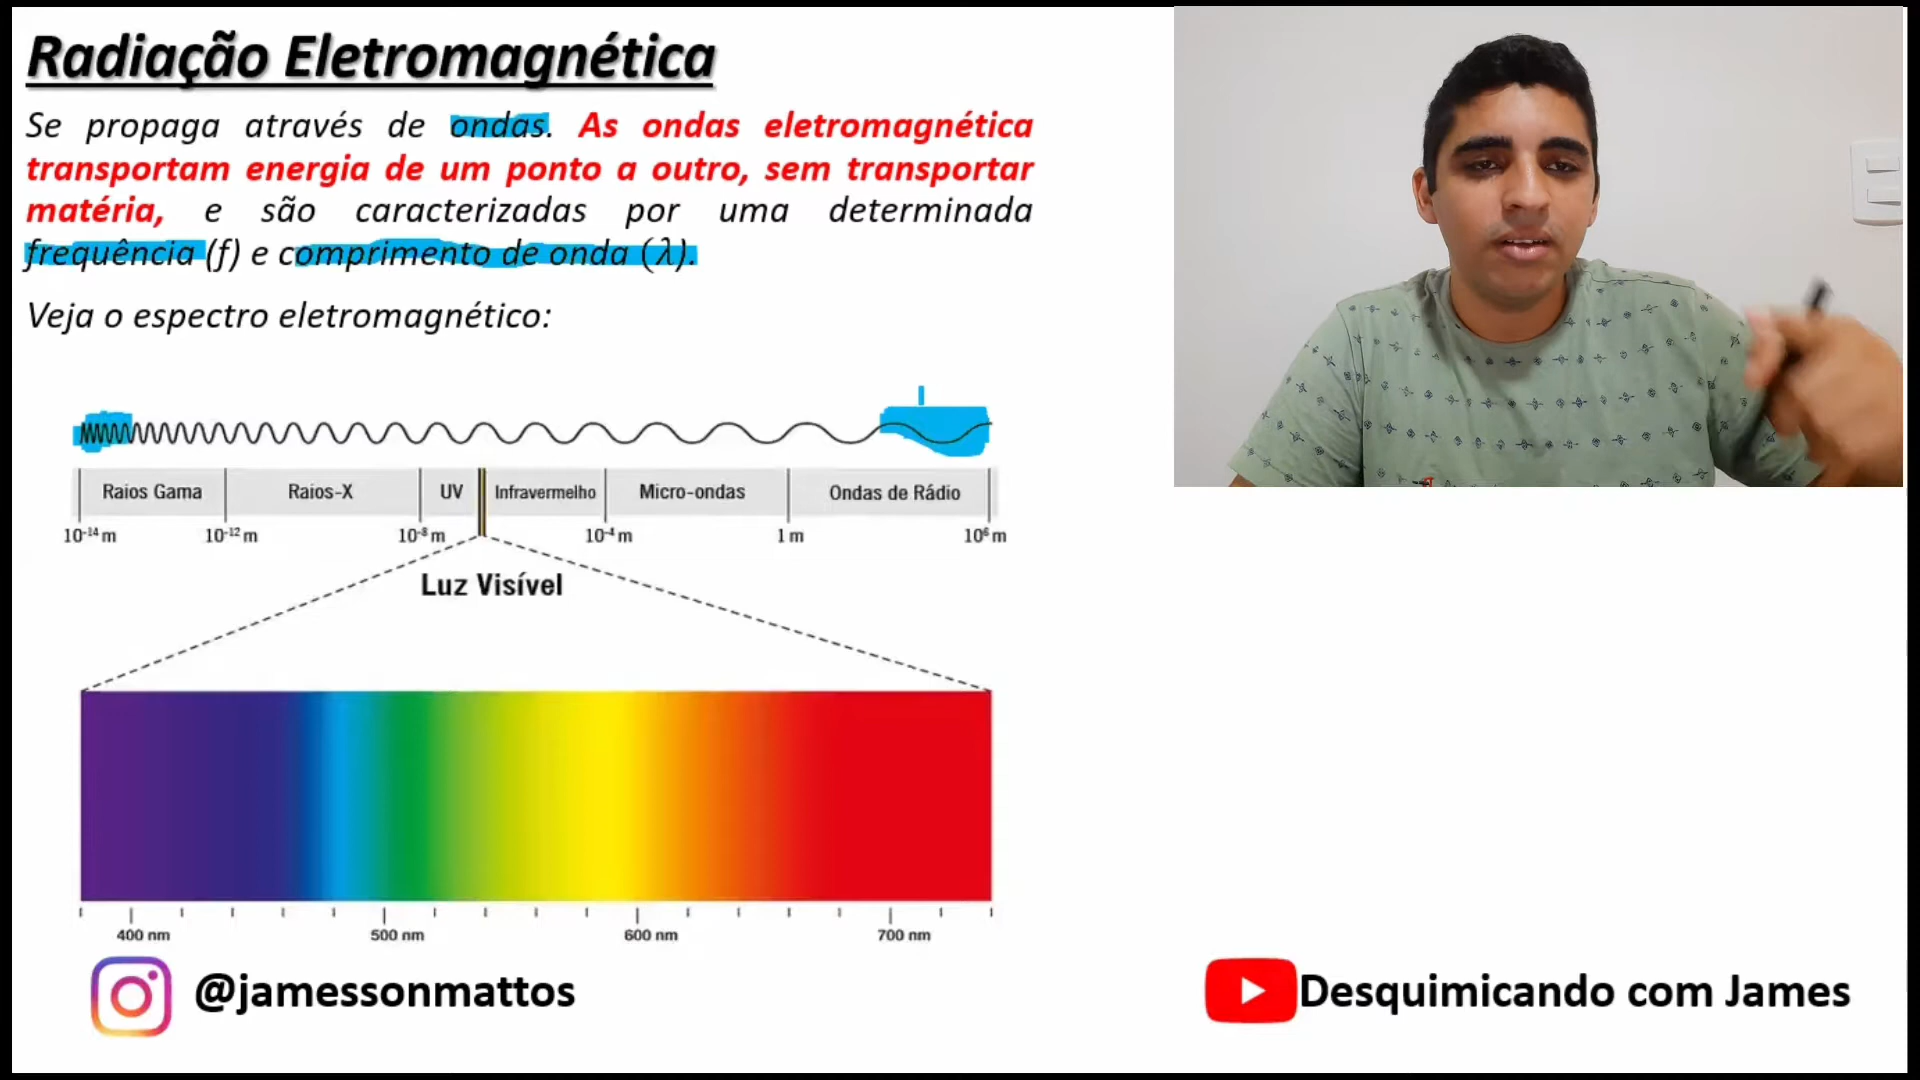 Radiação Eletromagnética
Se propaga através de ondas. As ondas eletromagnética
transportam energia de um ponto a outro, sem transportar
matéria, e são caracterizadas por uma determinada
frequência (f) e comprimento de onda (λ).
Veja o espectro eletromagnético:
Raios Gama Raios-X UV Infravermelho Micro-ondas Ondas de Rádio
10⁻¹⁴ m 10⁻¹² m 10⁻⁸ m 10⁻⁴ m 1 m 10⁶ m
Luz Visível
400 nm 500 nm 600 nm 700 nm
@jamessonmattos
Desquimicando com James